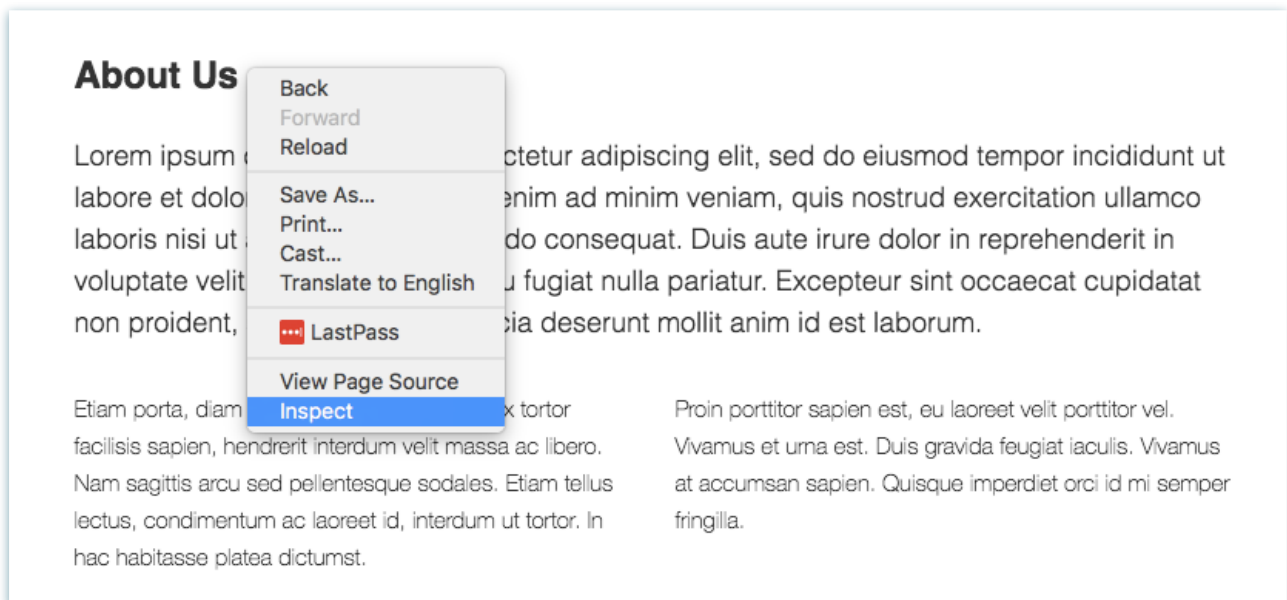 About Us
Back
Forward
Reload
Save As...
Print...
Cast...
Translate to English
LastPass
View Page Source
Inspect
Lorem ipsum ctetur adipiscing elit, sed do eiusmod tempor incididunt ut
labore et dolo enim ad minim veniam, quis nostrud exercitation ullamco
laboris nisi ut do consequat. Duis aute irure dolor in reprehenderit in
voluptate velit u fugiat nulla pariatur. Excepteur sint occaecat cupidatat
non proident, cia deserunt mollit anim id est laborum.
Etiam porta, diam x tortor
facilisis sapien, hendrerit interdum velit massa ac libero.
Nam sagittis arcu sed pellentesque sodales. Etiam tellus
lectus, condimentum ac laoreet id, interdum ut tortor. In
hac habitasse platea dictumst.
Proin porttitor sapien est, eu laoreet velit porttitor vel.
Vivamus et urna est. Duis gravida feugiat iaculis. Vivamus
at accumsan sapien. Quisque imperdiet orci id mi semper
fringilla.